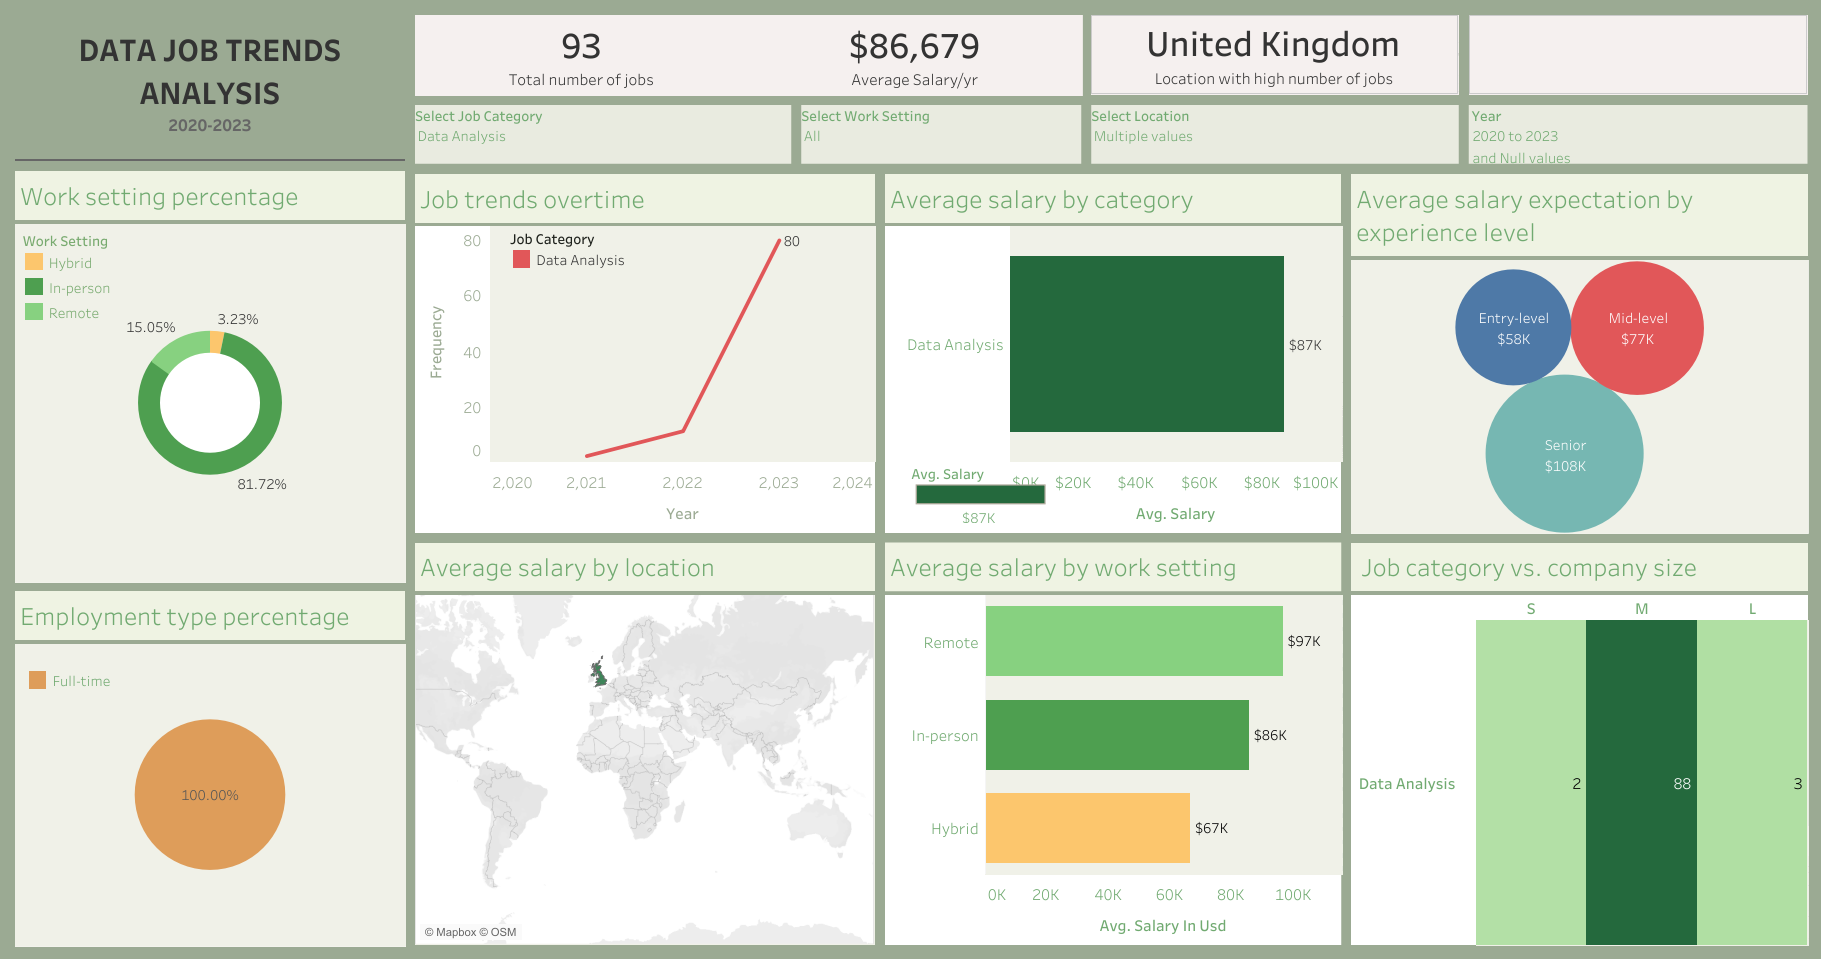 DATA JOB TRENDS
ANALYSIS
2020-2023
93
Total number of jobs
$86,679
Average Salary/yr
United Kingdom
Location with high number of jobs
Select Job Category
Data Analysis
Select Work Setting
All
Select Location
Multiple values
Year
2020 to 2023
and Null values
Work setting percentage
Work Setting
Hybrid
In-person
Remote
15.05%
3.23%
81.72%
Employment type percentage
Full-time
100.00%
Job trends overtime
Job Category
Data Analysis
80
80
60
40
20
0
Frequency
2,020 2,021 2,022 2,023 2,024
Year
Average salary by category
Data Analysis
$87K
$0K $20K $40K $60K $80K $100K
Avg. Salary
Avg. Salary
$87K
Average salary expectation by
experience level
Entry-level
$58K
Mid-level
$77K
Senior
$108K
Average salary by location
© Mapbox © OSM
Average salary by work setting
Remote
$97K
In-person
$86K
Hybrid
$67K
0K 20K 40K 60K 80K 100K
Avg. Salary In Usd
Job category vs. company size
S M L
Data Analysis 2 88 3